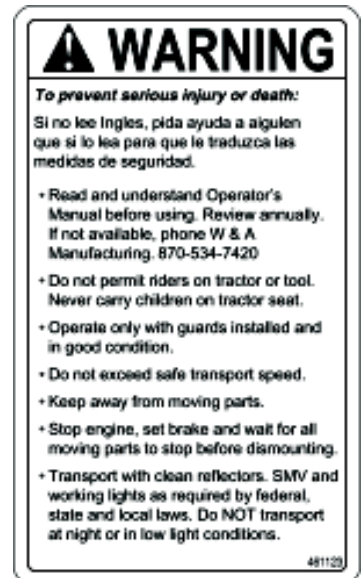 WARNING
To prevent serious injury or death:
Si no lee Ingles, pida ayuda a alguien
que si lo lea para que le traduzca las
medidas de seguridad.
• Read and understand Operator's
Manual before using. Review annually.
If not available, phone W & A
Manufacturing. 870-534-7420
• Do not permit riders on tractor or tool.
Never carry children on tractor seat.
• Operate only with guards installed and
in good condition.
• Do not exceed safe transport speed.
• Keep away from moving parts.
• Stop engine, set brake and wait for all
moving parts to stop before dismounting.
• Transport with clean reflectors. SMV and
working lights as required by federal,
state and local laws. Do NOT transport
at night or in low light conditions.
461123